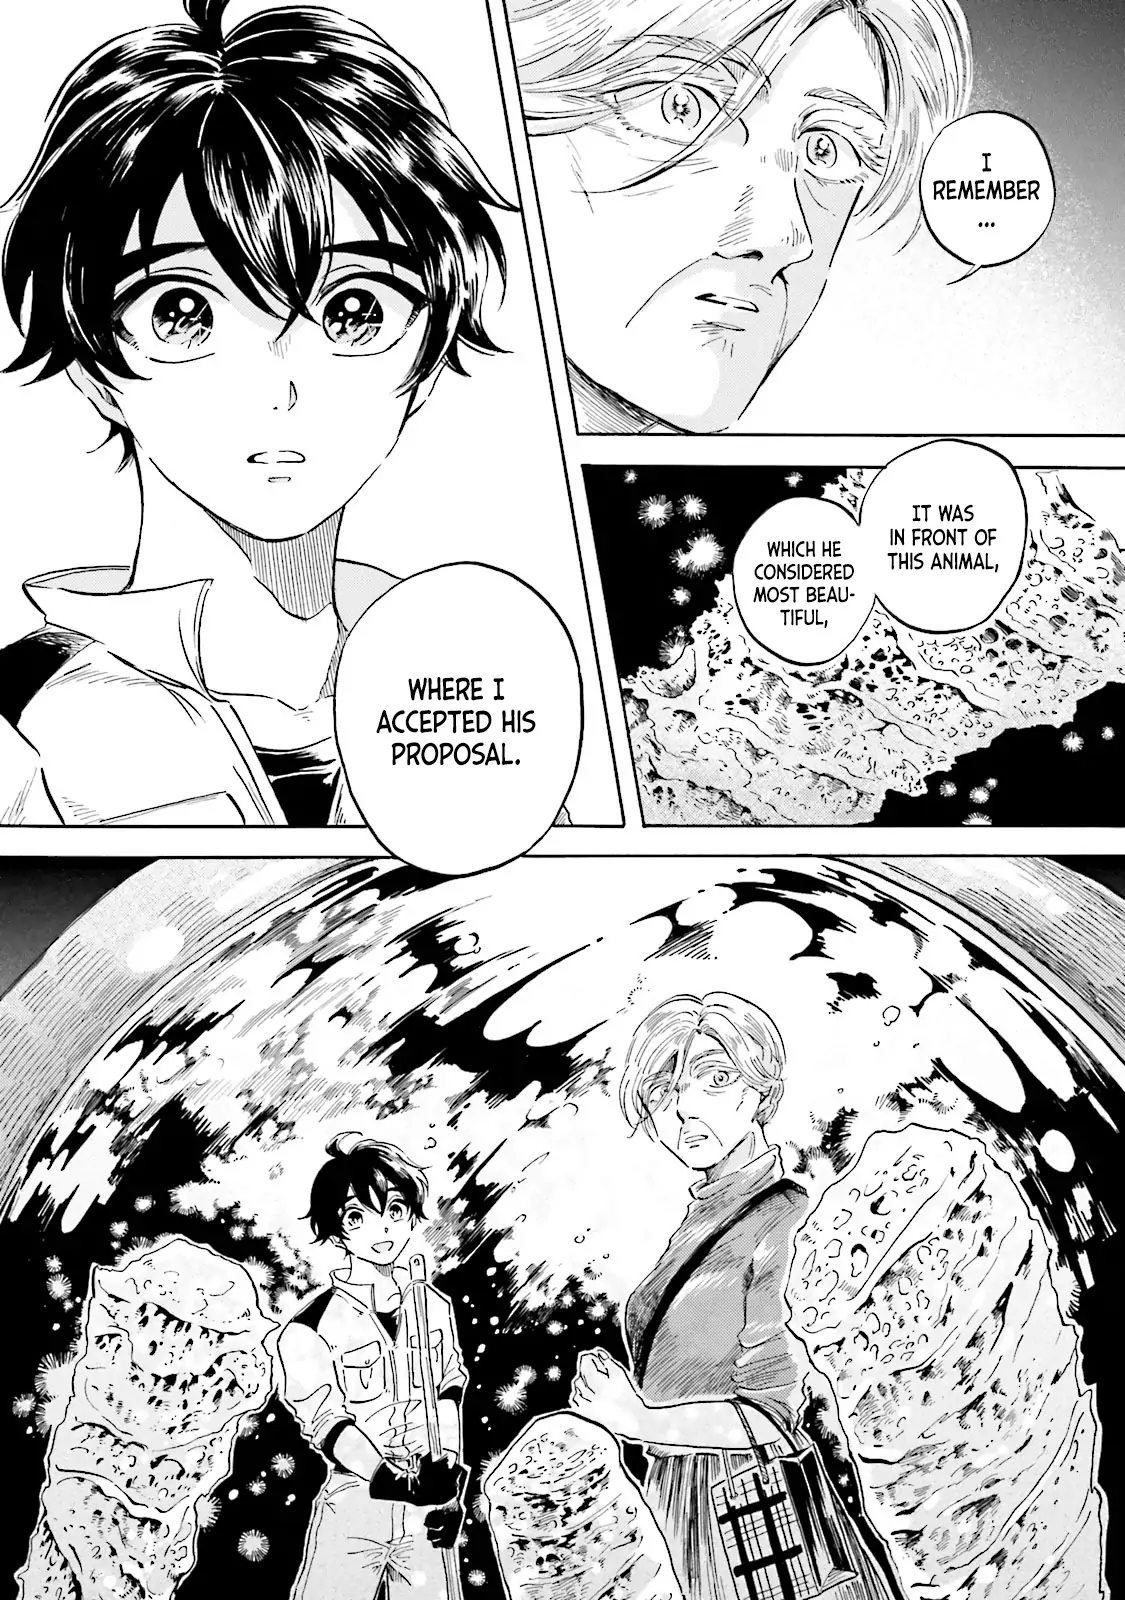 I
REMEMBER
...
IT WAS
IN FRONT OF
THIS ANIMAL,
WHICH HE
CONSIDERED
MOST BEAU-
TIFUL,
WHERE I
ACCEPTED HIS
PROPOSAL.